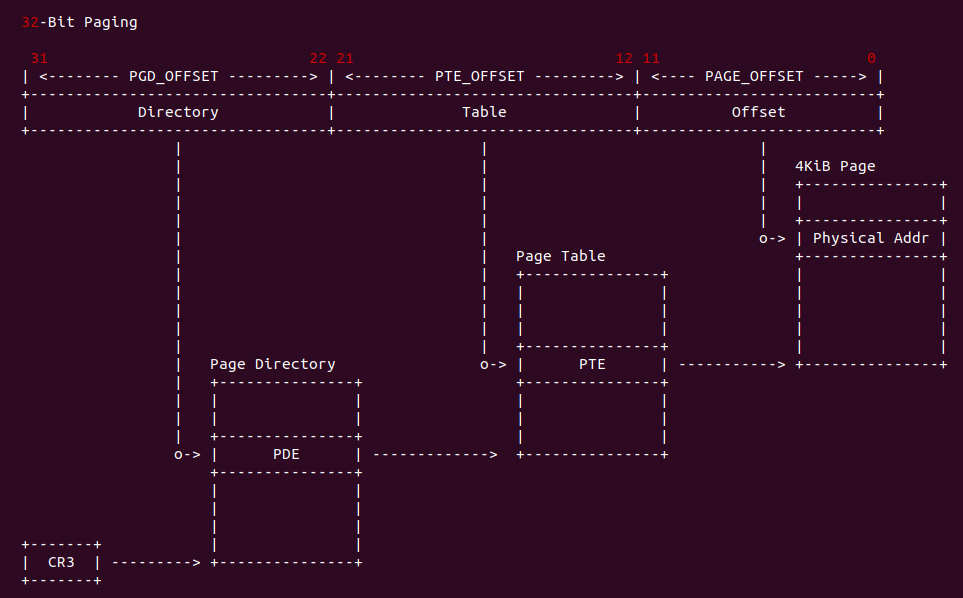 32-Bit Paging
 31                              22 21                             12 11                       0
| <-------- PGD_OFFSET ---------> | <-------- PTE_OFFSET ---------> | <---- PAGE_OFFSET -----> |
+---------------------------------+---------------------------------+--------------------------+
|            Directory            |              Table              |          Offset          |
+---------------------------------+---------------------------------+--------------------------+
                 |                                 |                              |
                 |                                 |                              |   4KiB Page
                 |                                 |                              |   +---------------+
                 |                                 |                              |   |               |
                 |                                 |                              |   +---------------+
                 |                                 |                              o-> | Physical Addr |
                 |                                 |   Page Table                     +---------------+
                 |                                 |   +---------------+              |               |
                 |                                 |   |               |              |               |
                 |                                 |   |               |              |               |
                 |                                 |   |               |              |               |
                 |                                 |   +---------------+              |               |
                 |   Page Directory                o-> |      PTE      | -----------> +---------------+
                 |   +---------------+                 +---------------+
                 |   |               |                 |               |
                 |   |               |                 |               |
                 |   +---------------+                 |               |
                 o-> |      PDE      | ------------->  +---------------+
                     +---------------+
                     |               |
                     |               |
                     |               |
+-------+            |               |
|  CR3  | ---------> +---------------+
+-------+